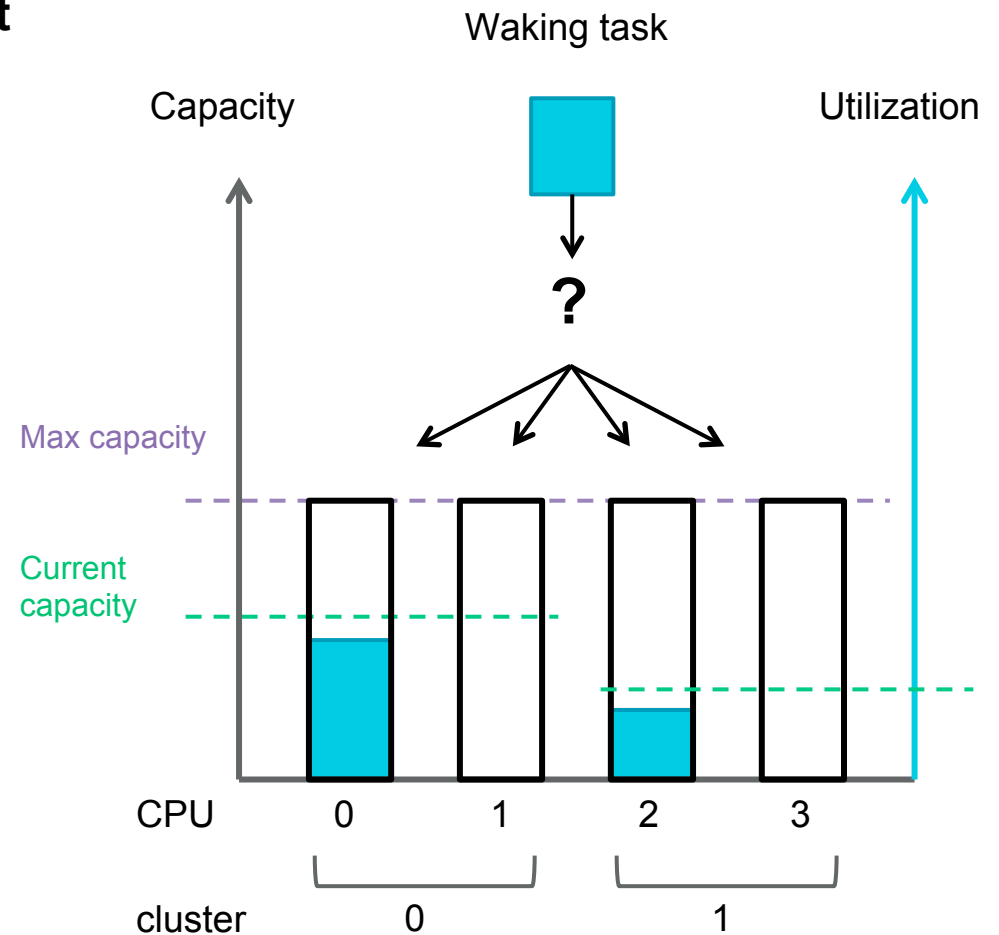 t
Waking task
Capacity
Utilization
?
Max capacity
Current
capacity
CPU 0 1 2 3
cluster 0 1